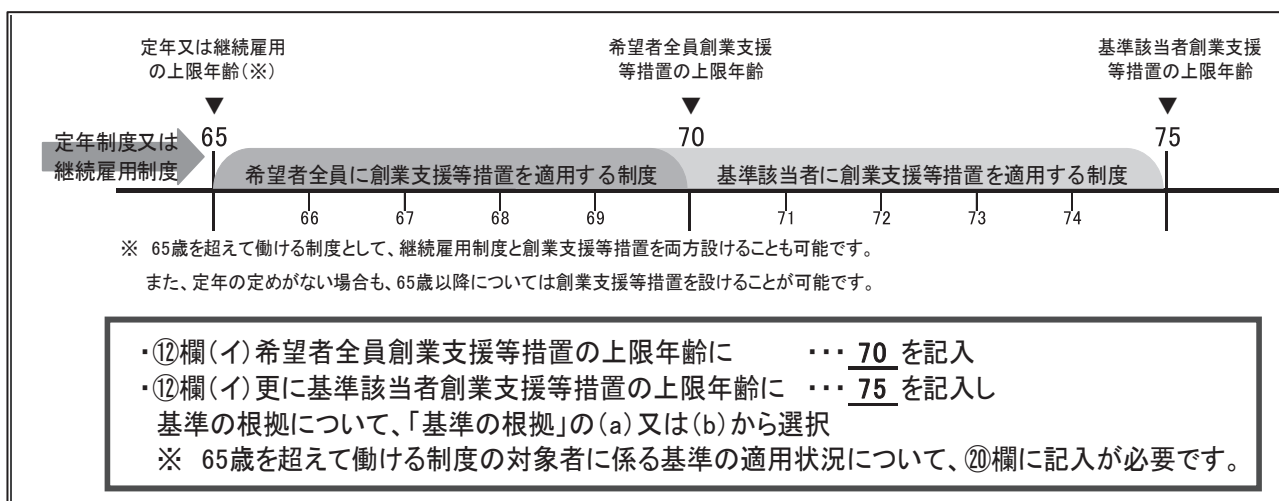 定年又は継続雇用
の上限年齢(※)
希望者全員創業支援
等措置の上限年齢
基準該当者創業支援
等措置の上限年齢
▼ ▼ ▼
定年制度又は
継続雇用制度
65 70 75
希望者全員に創業支援等措置を適用する制度 基準該当者に創業支援等措置を適用する制度
66 67 68 69 71 72 73 74
※ 65歳を超えて働ける制度として、継続雇用制度と創業支援等措置を両方設けることも可能です。
また、定年の定めがない場合も、65歳以降については創業支援等措置を設けることが可能です。
・⑫欄(イ)希望者全員創業支援等措置の上限年齢に ・・・ 70 を記入
・⑫欄(イ)更に基準該当者創業支援等措置の上限年齢に ・・・ 75 を記入し
基準の根拠について、「基準の根拠」の(a)又は(b)から選択
※ 65歳を超えて働ける制度の対象者に係る基準の適用状況について、⑳欄に記入が必要です。